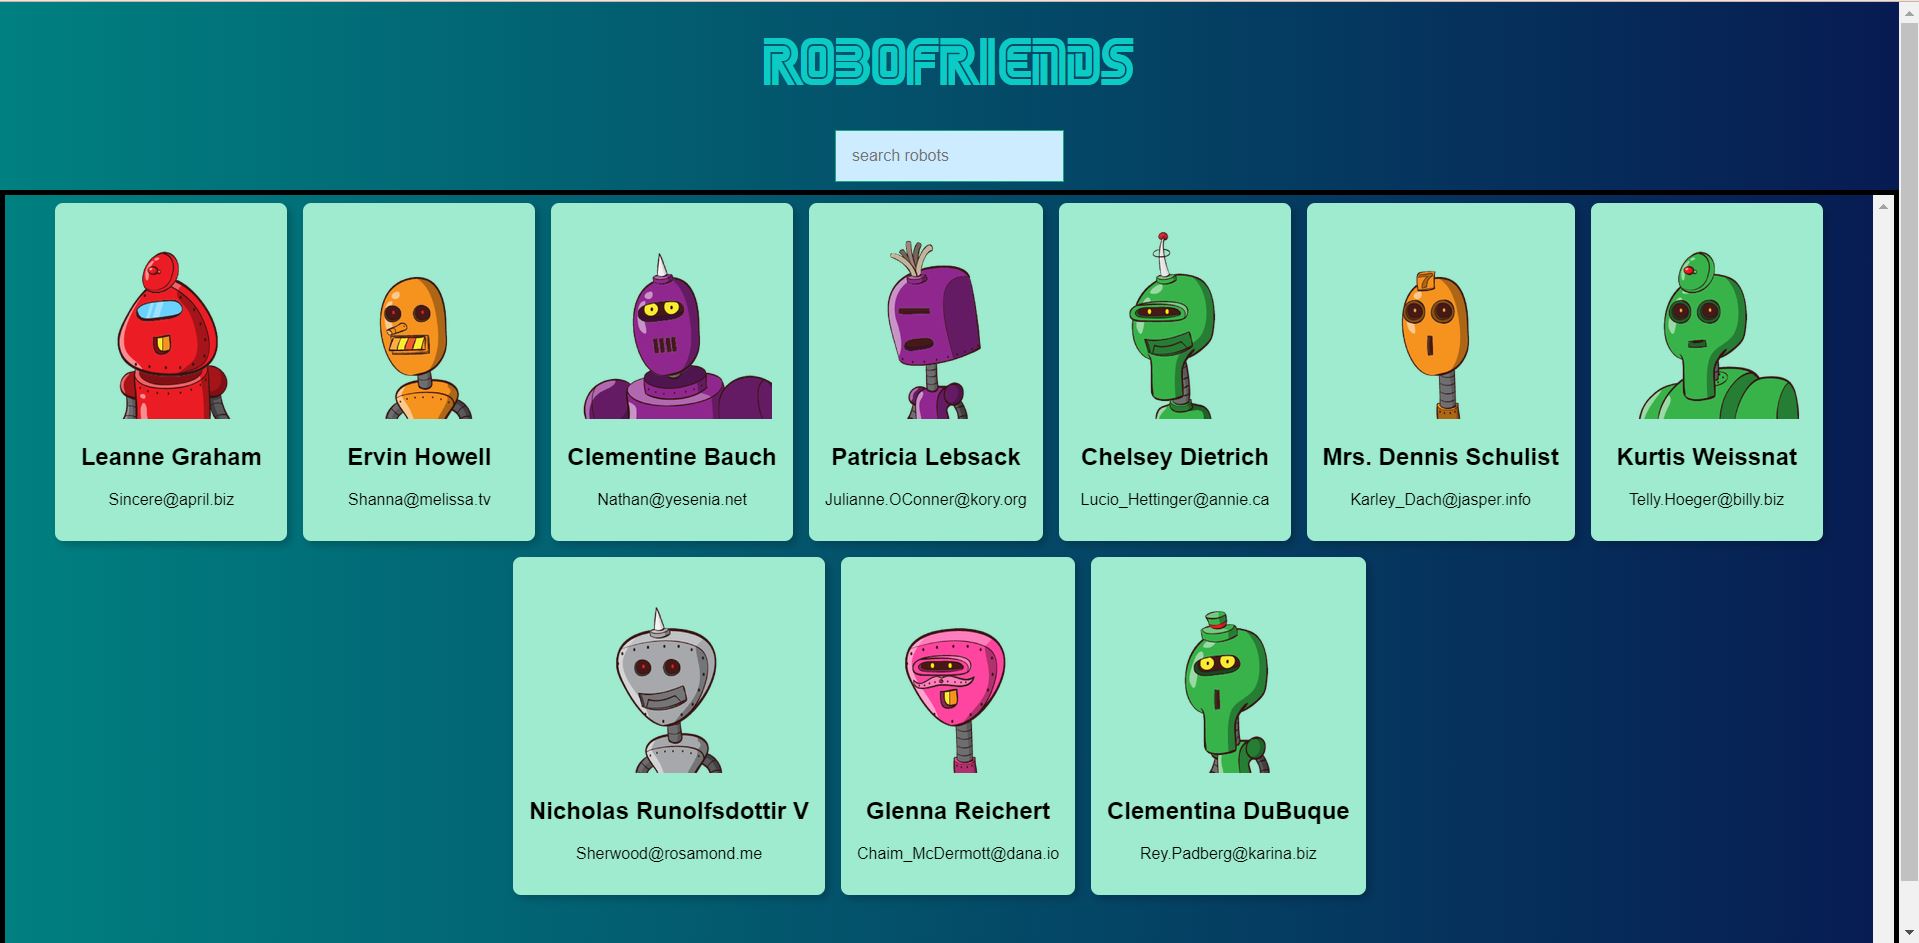 ROBOFRIENDS
search robots
7
Leanne Graham
Sincere@april.biz
Ervin Howell
Shanna@melissa.tv
Clementine Bauch
Nathan@yesenia.net
Patricia Lebsack
Julianne.OConner@kory.org
Chelsey Dietrich
Lucio_Hettinger@annie.ca
Mrs. Dennis Schulist
Karley_Dach@jasper.info
Kurtis Weissnat
Telly.Hoeger@billy.biz
Nicholas Runolfsdottir V
Sherwood@rosamond.me
Glenna Reichert
Chaim_McDermott@dana.io
Clementina DuBuque
Rey.Padberg@karina.biz